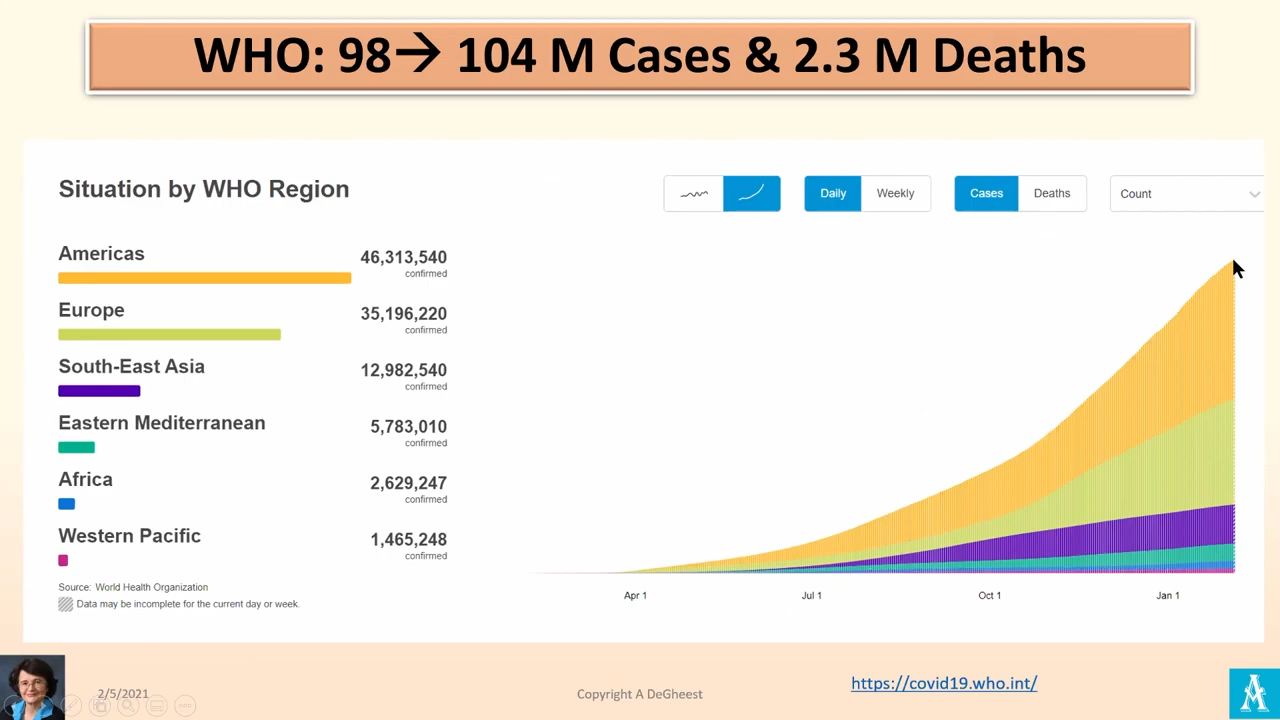 WHO: 98→ 104 M Cases & 2.3 M Deaths
Situation by WHO Region
Daily Weekly Cases Deaths Count
Americas 46,313,540
confirmed
Europe 35,196,220
confirmed
South-East Asia 12,982,540
confirmed
Eastern Mediterranean 5,783,010
confirmed
Africa 2,629,247
confirmed
Western Pacific 1,465,248
confirmed
Source: World Health Organization
Data may be incomplete for the current day or week.
Apr 1 Jul 1 Oct 1 Jan 1
2/5/2021 Copyright A DeGheest https://covid19.who.int/
A